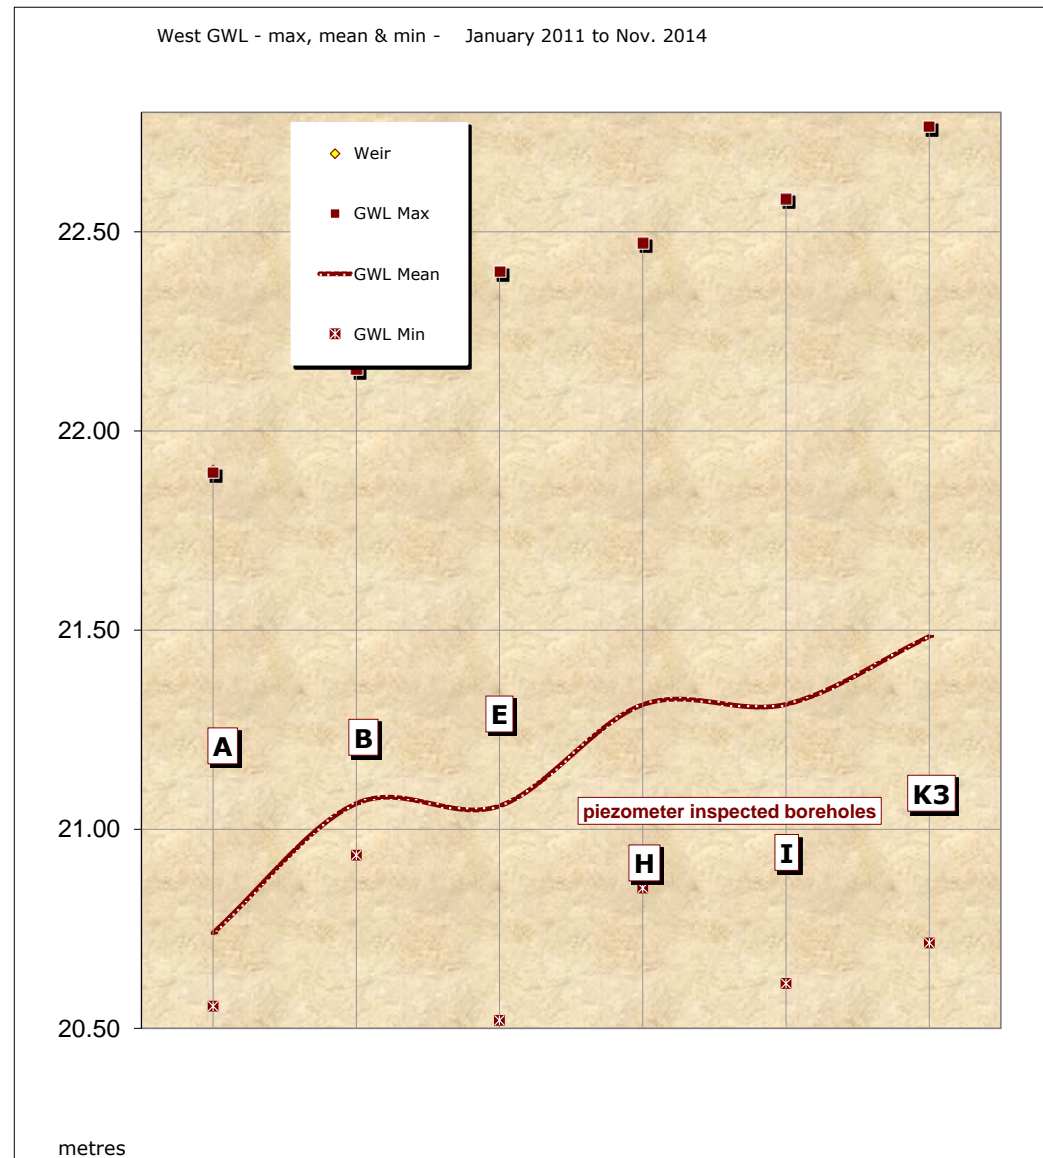 West GWL - max, mean & min -    January 2011 to Nov. 2014
Weir
GWL Max
GWL Mean
GWL Min
22.50
22.00
21.50
21.00
20.50
A
B
E
H
I
K3
piezometer inspected boreholes
metres